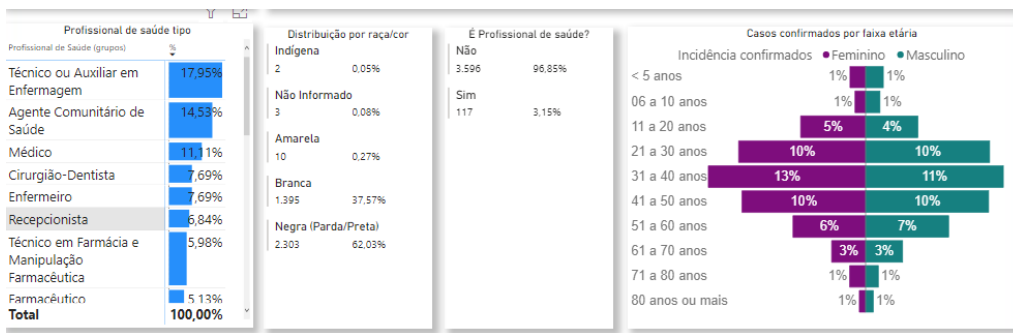 Profissional de saúde tipo
Profissional de Saúde (grupos) %
Técnico ou Auxiliar em Enfermagem 17,95%
Agente Comunitário de Saúde 14,53%
Médico 11,11%
Cirurgião-Dentista 7,69%
Enfermeiro 7,69%
Recepcionista 6,84%
Técnico em Farmácia e Manipulação Farmacêutica 5,98%
Farmacêutico 5,13%
Total 100,00%
Distribuição por raça/cor
Indígena
2 0,05%
Não Informado
3 0,08%
Amarela
10 0,27%
Branca
1.395 37,57%
Negra (Parda/Preta)
2.303 62,03%
É Profissional de saúde?
Não
3.596 96,85%
Sim
117 3,15%
Casos confirmados por faixa etária
Incidência confirmados Feminino Masculino
< 5 anos 1% 1%
06 a 10 anos 1% 1%
11 a 20 anos 5% 4%
21 a 30 anos 10% 10%
31 a 40 anos 13% 11%
41 a 50 anos 10% 10%
51 a 60 anos 6% 7%
61 a 70 anos 3% 3%
71 a 80 anos 1% 1%
80 anos ou mais 1% 1%